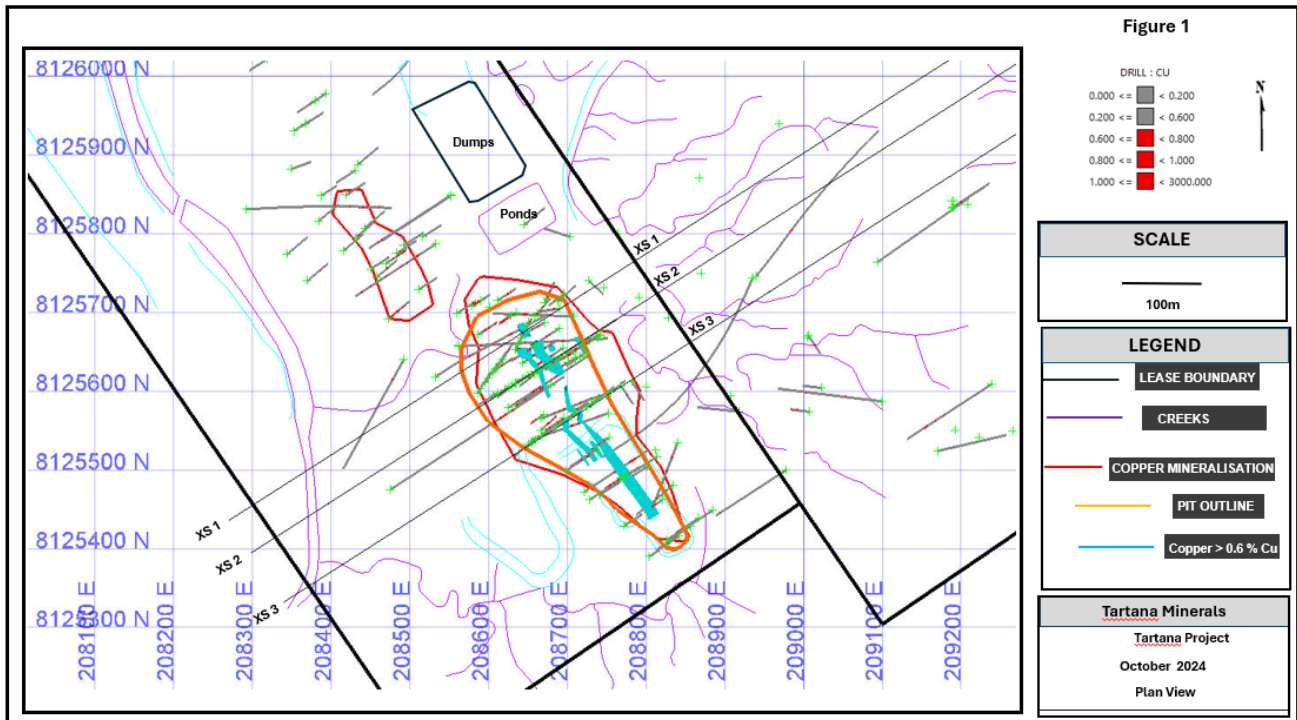 Figure 1
DRILL : CU
0.000 <= < 0.200
0.200 <= < 0.600
0.600 <= < 0.800
0.800 <= < 1.000
1.000 <= < 3000.000
N
8126000 N
8125900 N
8125800 N
8125700 N
8125600 N
8125500 N
8125400 N
8125300 N
Dumps
Ponds
XS 1
XS 2
XS 3
XS 1
XS 2
XS 3
208100 E
208200 E
208300 E
208400 E
208500 E
208600 E
208700 E
208800 E
208900 E
209000 E
209100 E
209200 E
SCALE
100m
LEGEND
LEASE BOUNDARY
CREEKS
COPPER MINERALISATION
PIT OUTLINE
Copper > 0.6 % Cu
Tartana Minerals
Tartana Project
October 2024
Plan View